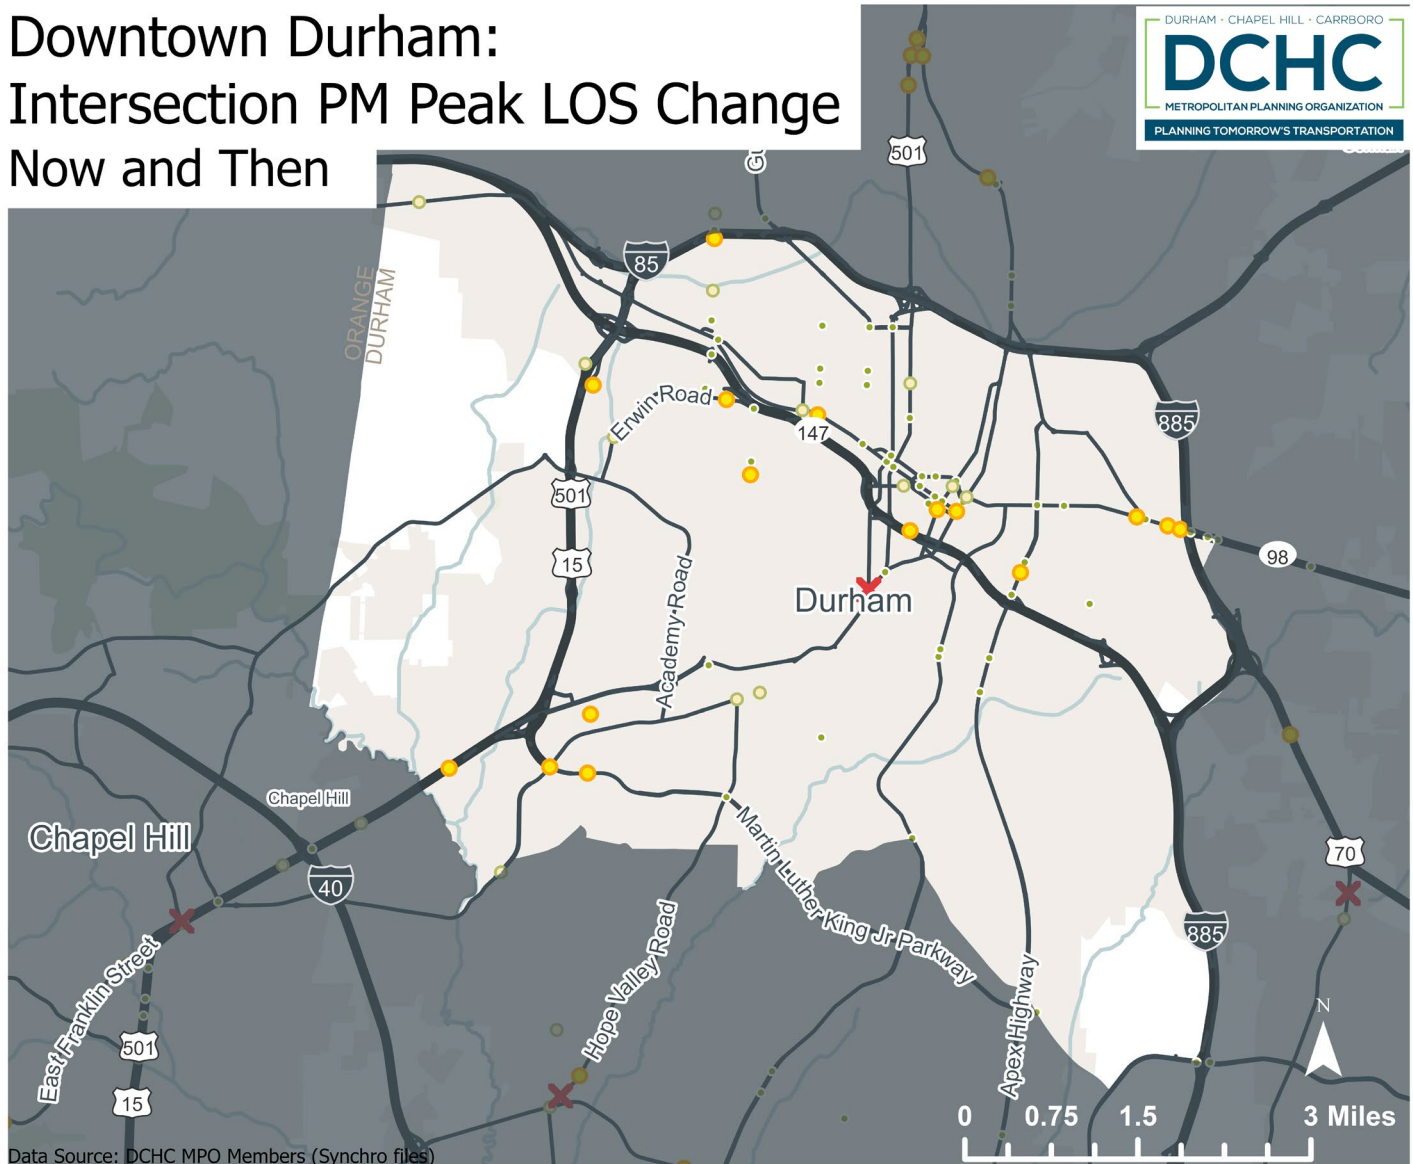 Downtown Durham:
Intersection PM Peak LOS Change
Now and Then
DURHAM · CHAPEL HILL · CARRBORO
DCHC
METROPOLITAN PLANNING ORGANIZATION
PLANNING TOMORROW'S TRANSPORTATION
501
85
ORANGE
DURHAM
885
Erwin Road
147
501
98
15
Durham
Academy Road
Chapel Hill
Chapel Hill
Martin Luther King Jr Parkway
70
40
885
Hope Valley Road
East Franklin Street
Apex Highway
N
501
15
0 0.75 1.5 3 Miles
Data Source: DCHC MPO Members (Synchro files)